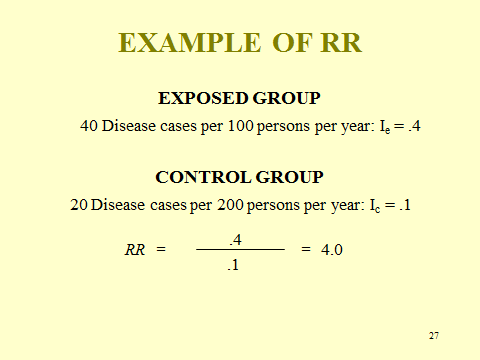 EXAMPLE OF RR
EXPOSED GROUP
40 Disease cases per 100 persons per year: Ie = .4
CONTROL GROUP
20 Disease cases per 200 persons per year: Ic = .1
.4
RR = = 4.0
.1
27